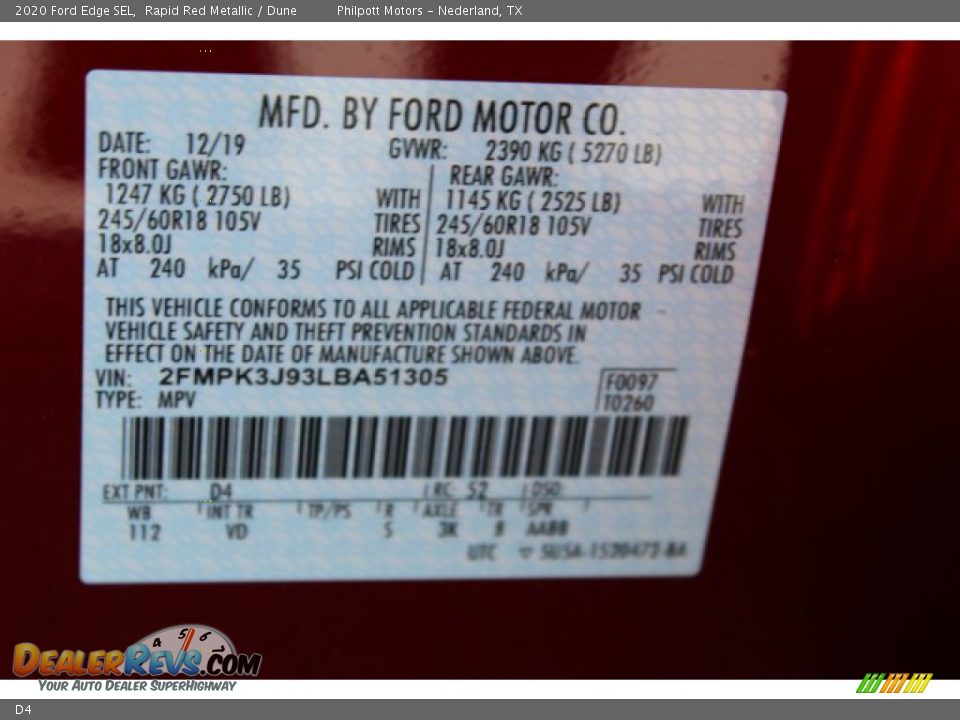 2020 Ford Edge SEL, Rapid Red Metallic / Dune Philpott Motors - Nederland, TX
MFD. BY FORD MOTOR CO.
DATE: 12/19 GVWR: 2390 KG ( 5270 LB)
FRONT GAWR: REAR GAWR:
1247 KG ( 2750 LB) WITH 1145 KG ( 2525 LB) WITH
245/60R18 105V TIRES 245/60R18 105V TIRES
18x8.0J RIMS 18x8.0J RIMS
AT 240 kPa/ 35 PSI COLD AT 240 kPa/ 35 PSI COLD
THIS VEHICLE CONFORMS TO ALL APPLICABLE FEDERAL MOTOR
VEHICLE SAFETY AND THEFT PREVENTION STANDARDS IN
EFFECT ON THE DATE OF MANUFACTURE SHOWN ABOVE.
VIN: 2FMPK3J93LBA51305
TYPE: MPV F0097
T0260
EXT PNT: D4 RC: 52 DSO:
WB INT TR TP/PS R AXLE TR SPR
112 VD S 3K 8 AABB
UTC SU5A-1520472-BA
DEALERREVS.COM
YOUR AUTO DEALER SUPERHIGHWAY
D4